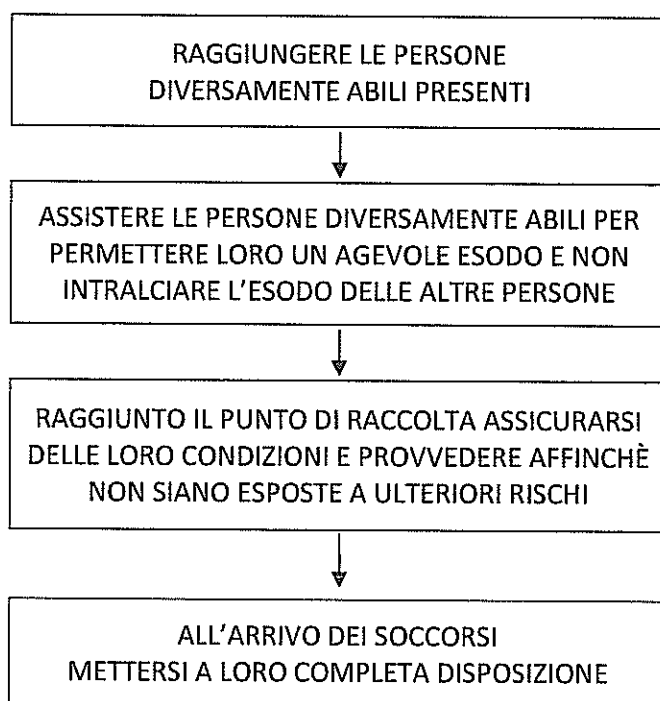 RAGGIUNGERE LE PERSONE
DIVERSAMENTE ABILI PRESENTI
ASSISTERE LE PERSONE DIVERSAMENTE ABILI PER
PERMETTERE LORO UN AGEVOLE ESODO E NON
INTRALCIARE L'ESODO DELLE ALTRE PERSONE
RAGGIUNTO IL PUNTO DI RACCOLTA ASSICURARSI
DELLE LORO CONDIZIONI E PROVVEDERE AFFINCHÈ
NON SIANO ESPOSTE A ULTERIORI RISCHI
ALL'ARRIVO DEI SOCCORSI
METTERSI A LORO COMPLETA DISPOSIZIONE